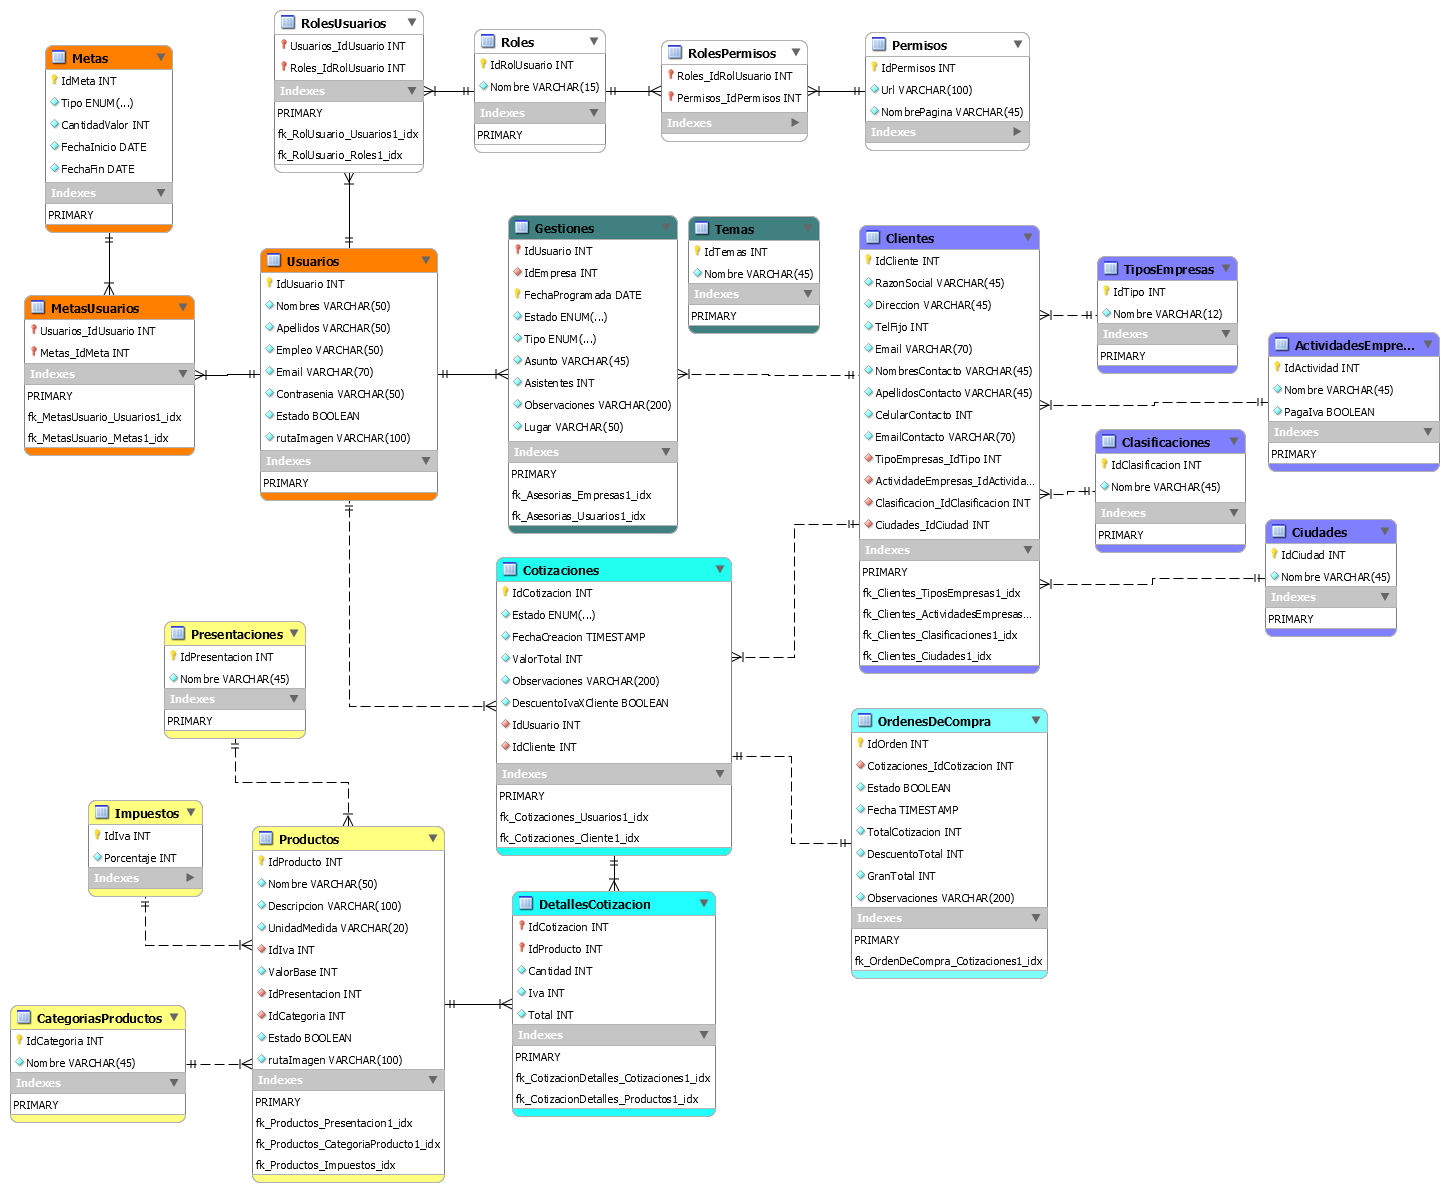 RolesUsuarios
Usuarios_IdUsuario INT
Roles_IdRolUsuario INT
Indexes
PRIMARY
fk_RolUsuario_Usuarios1_idx
fk_RolUsuario_Roles1_idx
Roles
IdRolUsuario INT
Nombre VARCHAR(15)
Indexes
PRIMARY
RolesPermisos
Roles_IdRolUsuario INT
Permisos_IdPermisos INT
Indexes
Permisos
IdPermisos INT
Url VARCHAR(100)
NombrePagina VARCHAR(45)
Indexes
Metas
IdMeta INT
Tipo ENUM(...)
CantidadValor INT
FechaInicio DATE
FechaFin DATE
Indexes
PRIMARY
MetasUsuarios
Usuarios_IdUsuario INT
Metas_IdMeta INT
Indexes
PRIMARY
fk_MetasUsuario_Usuarios1_idx
fk_MetasUsuario_Metas1_idx
Usuarios
IdUsuario INT
Nombres VARCHAR(50)
Apellidos VARCHAR(50)
Empleo VARCHAR(50)
Email VARCHAR(70)
Contrasenia VARCHAR(50)
Estado BOOLEAN
rutaImagen VARCHAR(100)
Indexes
PRIMARY
Gestiones
IdUsuario INT
IdEmpresa INT
FechaProgramada DATE
Estado ENUM(...)
Tipo ENUM(...)
Asunto VARCHAR(45)
Asistentes INT
Observaciones VARCHAR(200)
Lugar VARCHAR(50)
Indexes
PRIMARY
fk_Asesorias_Empresas1_idx
fk_Asesorias_Usuarios1_idx
Temas
IdTemas INT
Nombre VARCHAR(45)
Indexes
PRIMARY
Clientes
IdCliente INT
RazonSocial VARCHAR(45)
Direccion VARCHAR(45)
TelFijo INT
Email VARCHAR(70)
NombresContacto VARCHAR(45)
ApellidosContacto VARCHAR(45)
CelularContacto INT
EmailContacto VARCHAR(70)
TipoEmpresas_IdTipo INT
ActividadeEmpresas_IdActivida...
Clasificacion_IdClasificacion INT
Ciudades_IdCiudad INT
Indexes
PRIMARY
fk_Clientes_TiposEmpresas1_idx
fk_Clientes_ActividadesEmpresas...
fk_Clientes_Clasificaciones1_idx
fk_Clientes_Ciudades1_idx
TiposEmpresas
IdTipo INT
Nombre VARCHAR(12)
Indexes
PRIMARY
ActividadesEmpre...
IdActividad INT
Nombre VARCHAR(45)
PagaIva BOOLEAN
Indexes
PRIMARY
Clasificaciones
IdClasificacion INT
Nombre VARCHAR(45)
Indexes
PRIMARY
Ciudades
IdCiudad INT
Nombre VARCHAR(45)
Indexes
PRIMARY
Cotizaciones
IdCotizacion INT
Estado ENUM(...)
FechaCreacion TIMESTAMP
ValorTotal INT
Observaciones VARCHAR(200)
DescuentoIvaXCliente BOOLEAN
IdUsuario INT
IdCliente INT
Indexes
PRIMARY
fk_Cotizaciones_Usuarios1_idx
fk_Cotizaciones_Cliente1_idx
Presentaciones
IdPresentacion INT
Nombre VARCHAR(45)
Indexes
PRIMARY
OrdenesDeCompra
IdOrden INT
Cotizaciones_IdCotizacion INT
Estado BOOLEAN
Fecha TIMESTAMP
TotalCotizacion INT
DescuentoTotal INT
GranTotal INT
Observaciones VARCHAR(200)
Indexes
PRIMARY
fk_OrdenDeCompra_Cotizaciones1_idx
Impuestos
IdIva INT
Porcentaje INT
Indexes
Productos
IdProducto INT
Nombre VARCHAR(50)
Descripcion VARCHAR(100)
UnidadMedida VARCHAR(20)
IdIva INT
ValorBase INT
IdPresentacion INT
IdCategoria INT
Estado BOOLEAN
rutaImagen VARCHAR(100)
Indexes
PRIMARY
fk_Productos_Presentacion1_idx
fk_Productos_CategoriaProducto1_idx
fk_Productos_Impuestos_idx
DetallesCotizacion
IdCotizacion INT
IdProducto INT
Cantidad INT
Iva INT
Total INT
Indexes
PRIMARY
fk_CotizacionDetalles_Cotizaciones1_idx
fk_CotizacionDetalles_Productos1_idx
CategoriasProductos
IdCategoria INT
Nombre VARCHAR(45)
Indexes
PRIMARY